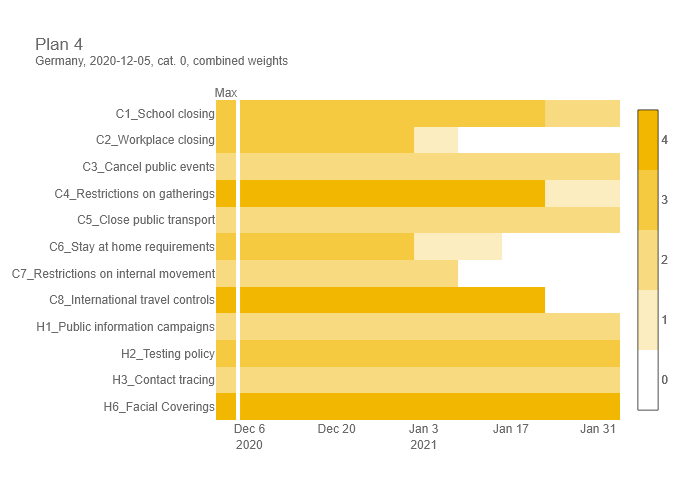 Plan 4
Germany, 2020-12-05, cat. 0, combined weights
Max
C1_School closing
C2_Workplace closing
C3_Cancel public events
C4_Restrictions on gatherings
C5_Close public transport
C6_Stay at home requirements
C7_Restrictions on internal movement
C8_International travel controls
H1_Public information campaigns
H2_Testing policy
H3_Contact tracing
H6_Facial Coverings
Dec 6 Dec 20 Jan 3 Jan 17 Jan 31
2020 2021
4
3
2
1
0